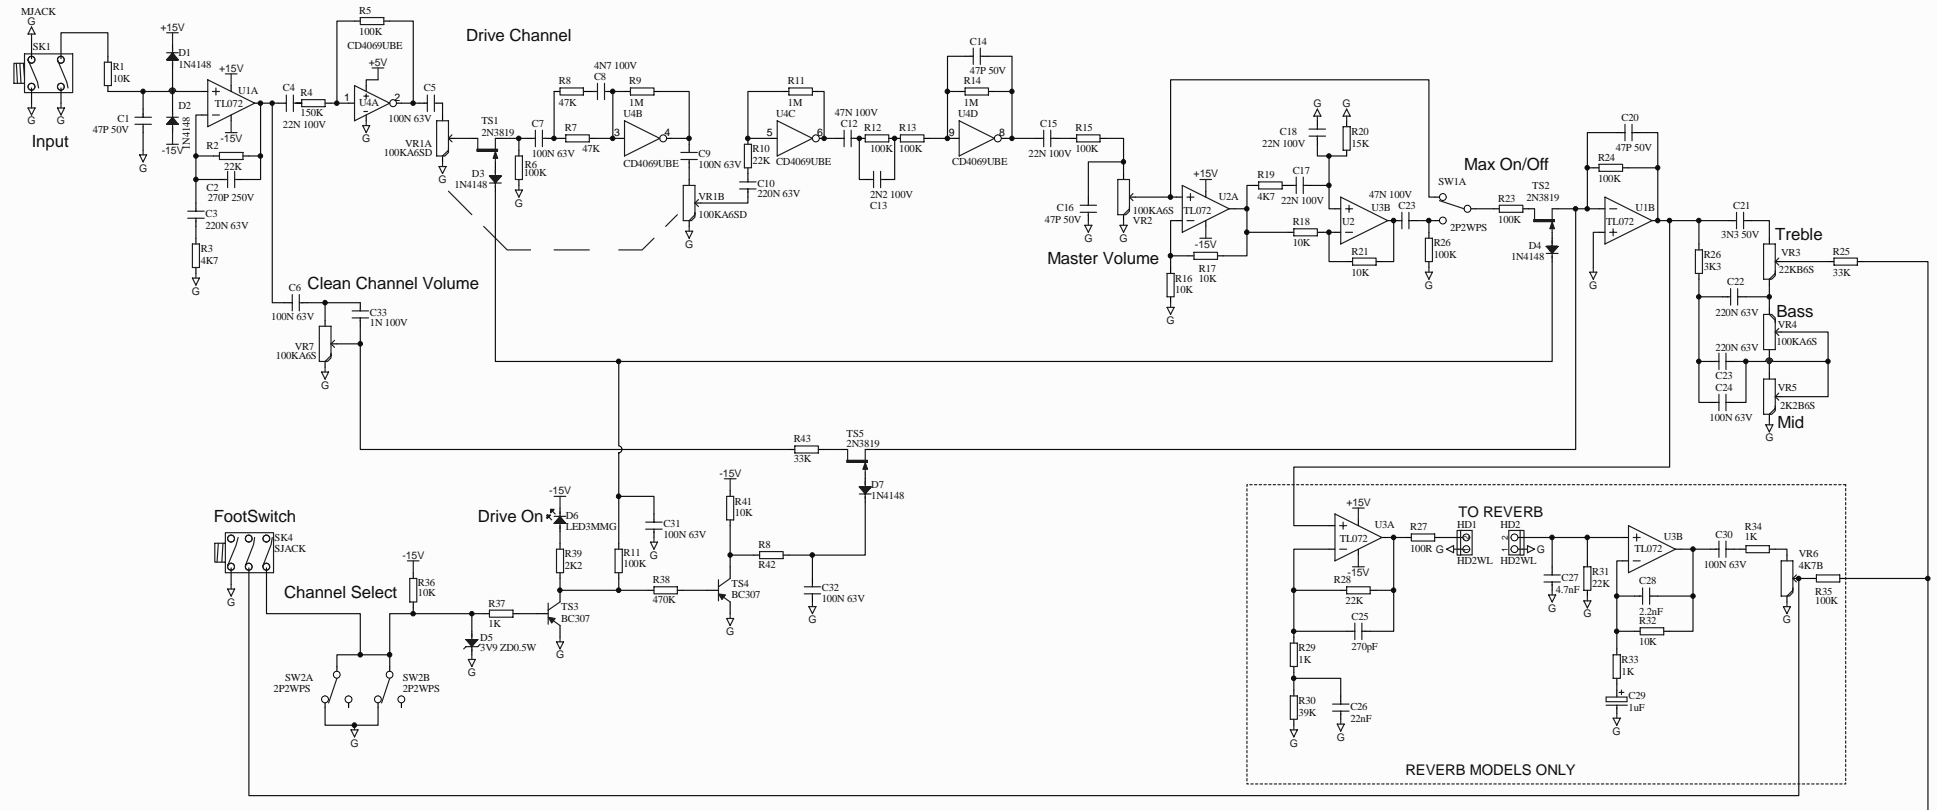 MJACK
G
SK1
G
G
Input
R1
10K
C1
47P 50V
G
+15V
D1
1N4148
D2
1N4148
-15V
+15V
U1A
TL072
-15V
R2
22K
C2
270P 250V
C3
220N 63V
R3
4K7
G
C4
22N 100V
R4
150K
R5
100K
CD4069UBE
+5V
U4A
1
2
G
C5
100N 63V
Drive Channel
VR1A
100KA6SD
G
TS1
2N3819
D3
1N4148
R6
100K
G
C7
100N 63V
R8
47K
4N7 100V
C8
R7
47K
R9
1M
U4B
3
4
CD4069UBE
C9
100N 63V
VR1B
100KA6SD
G
R10
22K
C10
220N 63V
R11
1M
U4C
5
6
CD4069UBE
47N 100V
C12
R12
100K
2N2 100V
C13
R13
100K
C14
47P 50V
R14
1M
U4D
9
8
CD4069UBE
C15
22N 100V
R15
100K
C16
47P 50V
G
100KA6S
VR2
G
Master Volume
+15V
U2A
TL072
-15V
R16
10K
G
R17
10K
R19
4K7
C17
22N 100V
R18
10K
G
C18
22N 100V
G
R20
15K
U2
U3B
R21
10K
47N 100V
C23
R26
100K
G
SW1A
2P2WPS
Max On/Off
R23
100K
TS2
2N3819
D4
1N4148
C20
47P 50V
R24
100K
U1B
TL072
G
C21
3N3 50V
Treble
VR3
22KB6S
R25
33K
R26
3K3
C22
220N 63V
Bass
VR4
100KA6S
220N 63V
C23
C24
100N 63V
VR5
2K2B6S
Mid
G
Clean Channel Volume
C6
100N 63V
C33
1N 100V
VR7
100KA6S
G
R43
33K
TS5
2N3819
D7
1N4148
FootSwitch
SK4
SJACK
G
Channel Select
SW2A
2P2WPS
SW2B
2P2WPS
G
-15V
R36
10K
R37
1K
D5
3V9 ZD0.5W
G
Drive On
-15V
D6
LED3MMG
R39
2K2
TS3
BC307
G
R11
100K
C31
100N 63V
G
R38
470K
-15V
R41
10K
TS4
BC307
G
R8
R42
C32
100N 63V
G
+15V
U3A
TL072
-15V
R28
22K
C25
270pF
R29
1K
R30
39K
G
C26
22nF
G
R27
100R
TO REVERB
HD1
G
HD2WL
HD2
2
1
G
HD2WL
C27
4.7nF
G
R31
22K
G
U3B
TL072
C28
2.2nF
R32
10K
R33
1K
+
C29
1uF
G
C30
100N 63V
R34
1K
VR6
4K7B
G
R35
100K
REVERB MODELS ONLY